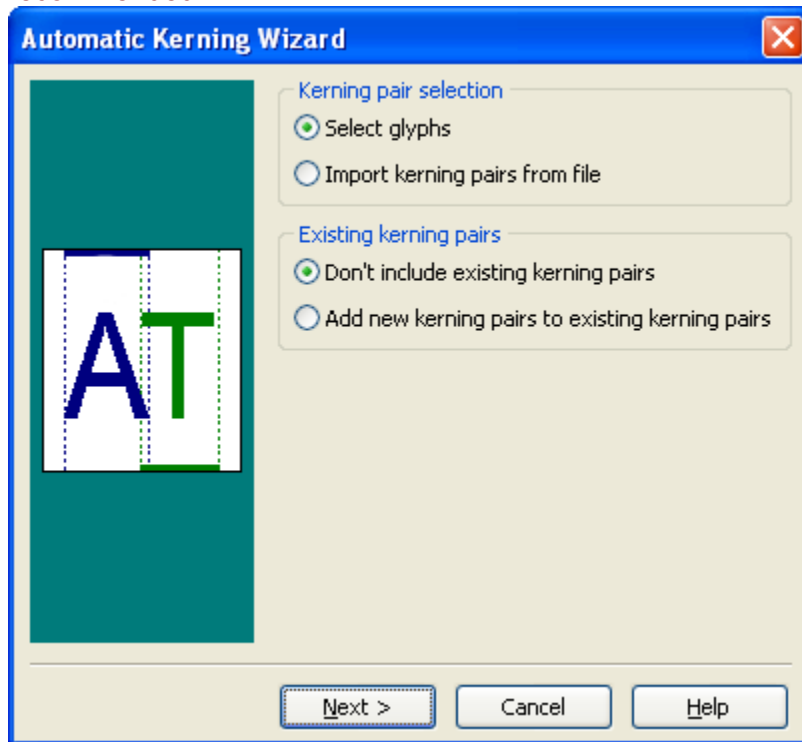 Automatic Kerning Wizard
Kerning pair selection
Select glyphs
Import kerning pairs from file
Existing kerning pairs
Don't include existing kerning pairs
Add new kerning pairs to existing kerning pairs
AT
Next >
Cancel
Help